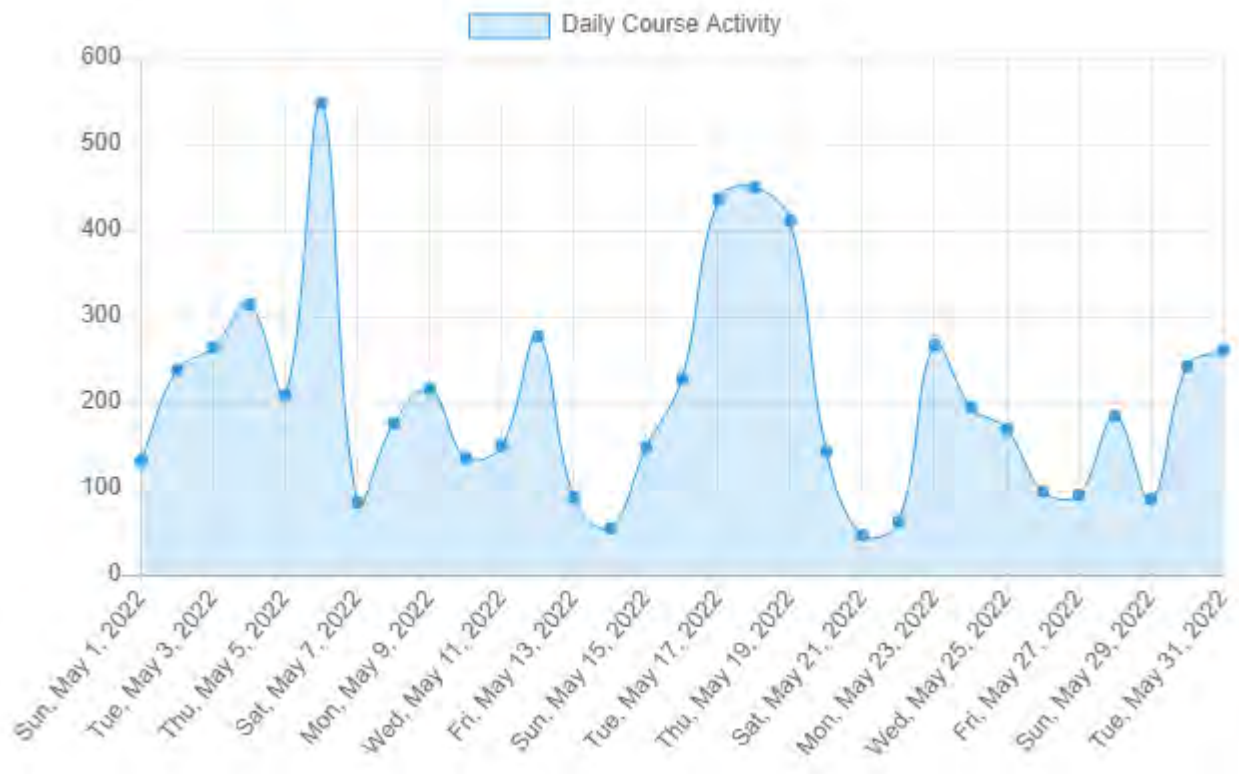 Daily Course Activity
600
500
400
300
200
100
0
Sun, May 1, 2022
Tue, May 3, 2022
Thu, May 5, 2022
Sat, May 7, 2022
Mon, May 9, 2022
Wed, May 11, 2022
Fri, May 13, 2022
Sun, May 15, 2022
Tue, May 17, 2022
Thu, May 19, 2022
Sat, May 21, 2022
Mon, May 23, 2022
Wed, May 25, 2022
Fri, May 27, 2022
Sun, May 29, 2022
Tue, May 31, 2022